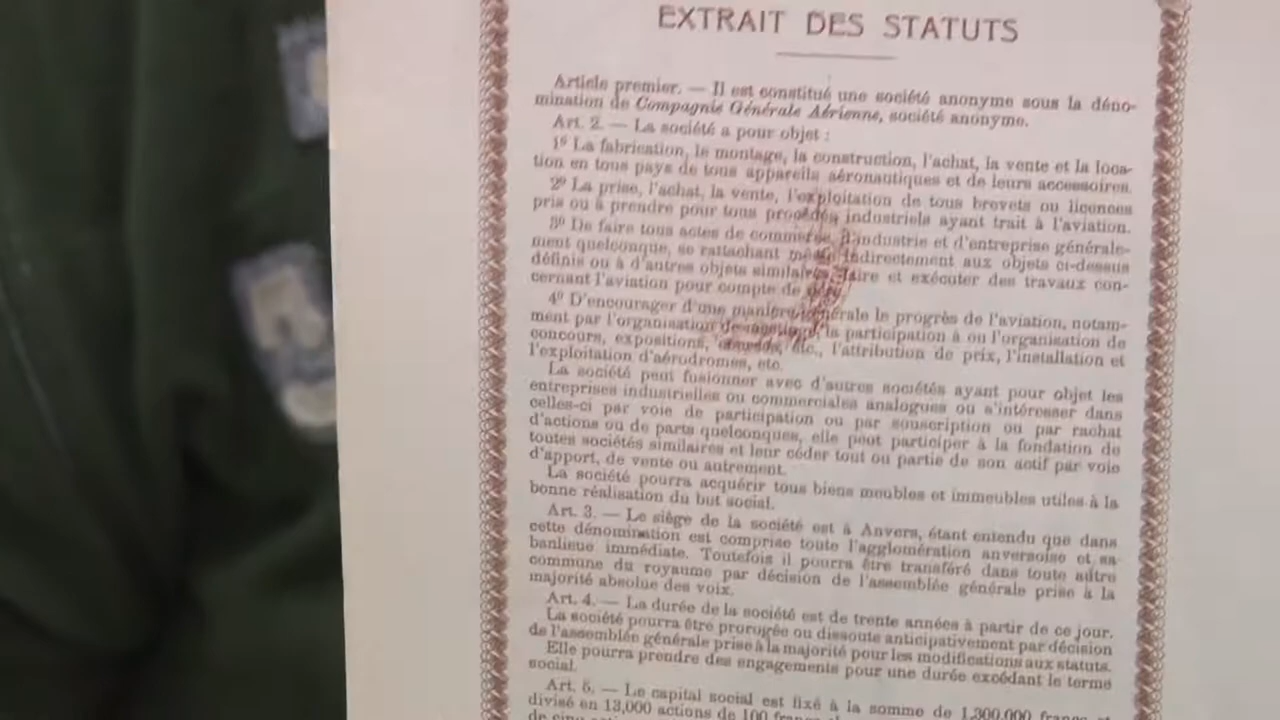 EXTRAIT DES STATUTS
Article premier. — Il est constitué une société anonyme sous la déno-
mination de Compagnie Générale Aérienne, société anonyme.
Art. 2. — La société a pour objet :
1º La fabrication, le montage, la construction, l'achat, la vente et la loca-
tion en tous pays de tous appareils aéronautiques et de leurs accessoires.
2º La prise, l'achat, la vente, l'exploitation de tous brevets ou licences
pris ou à prendre pour tous procédés industriels ayant trait à l'aviation.
3º De faire tous actes de commerce, d'industrie et d'entreprise générale-
ment quelconque, se rattachant même indirectement aux objets ci-dessus
définis ou à d'autres objets similaires, faire et exécuter des travaux con-
cernant l'aviation pour compte de
4º D'encourager d'une manière générale le progrès de l'aviation, notam-
ment par l'organisation de la participation à ou l'organisation de
concours, expositions, etc., l'attribution de prix, l'installation et
l'exploitation d'aérodromes, etc.
La société peut fusionner avec d'autres sociétés ayant pour objet les
entreprises industrielles ou commerciales analogues ou s'intéresser dans
celles-ci par voie de participation ou par souscription ou par rachat
d'actions ou de parts quelconques, elle peut participer à la fondation de
toutes sociétés similaires et leur céder tout ou partie de son actif par voie
d'apport, de vente ou autrement.
La société pourra acquérir tous biens meubles et immeubles utiles à la
bonne réalisation du but social.
Art. 3. — Le siège de la société est à Anvers, étant entendu que dans
cette dénomination est comprise toute l'agglomération anversoise et sa
banlieue immédiate. Toutefois il pourra être transféré dans toute autre
commune du royaume par décision de l'assemblée générale prise à la
majorité absolue des voix.
Art. 4. — La durée de la société est de trente années à partir de ce jour.
La société pourra être prorogée ou dissoute anticipativement par décision
de l'assemblée générale prise à la majorité pour les modifications aux statuts.
Elle pourra prendre des engagements pour une durée excédant le terme
social.
Art. 5. — Le capital social est fixé à la somme de 1,300,000 francs et
divisé en 13,000 actions de 100 francs
de cinq